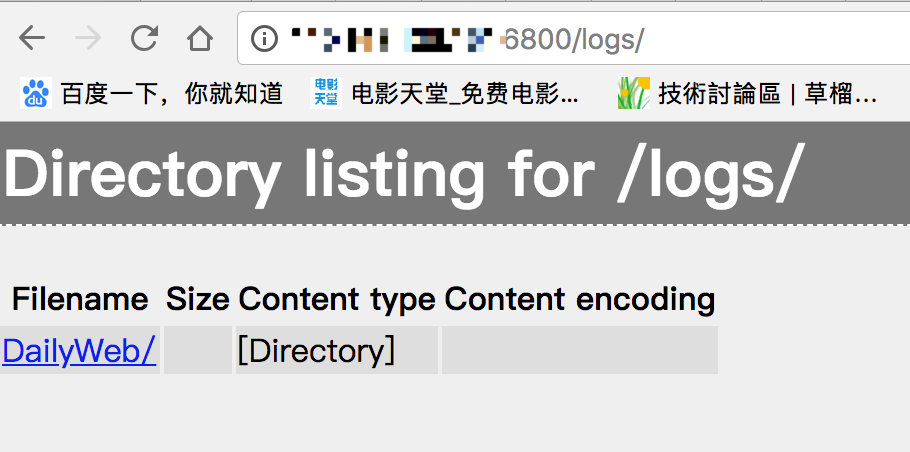 6800/logs/
百度一下，你就知道 电影天堂 电影天堂_免费电影... 技術討論區 | 草榴...
Directory listing for /logs/
Filename Size Content type Content encoding
DailyWeb/ [Directory]